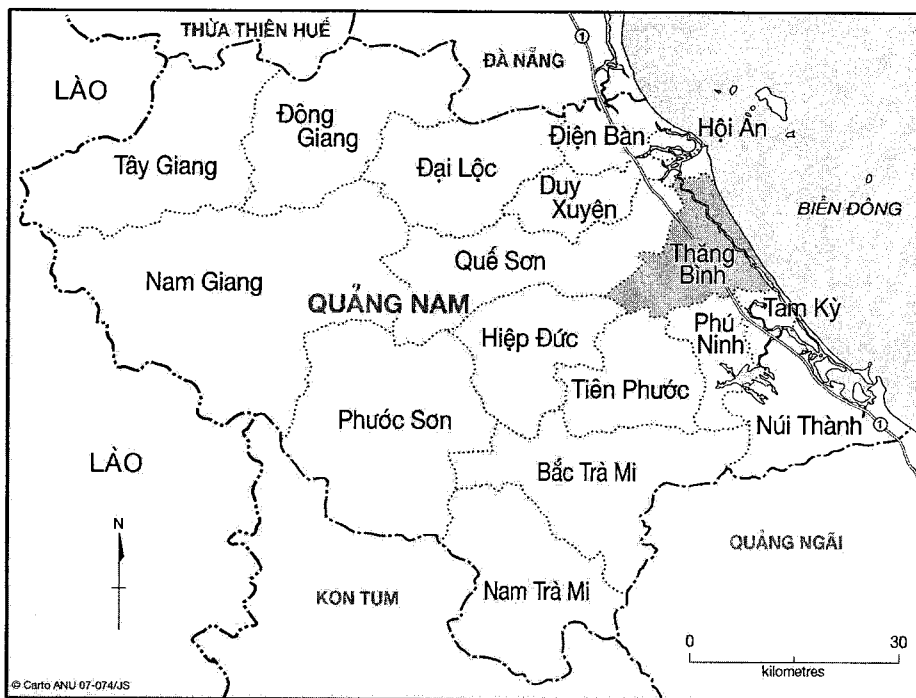 THỪA THIÊN HUẾ
1
ĐÀ NẴNG
LÀO
Đông
Giang
Hội An
Điện Bàn
Tây Giang
Đại Lộc
Duy
Xuyên
BIỂN ĐÔNG
Quế Sơn
Thăng
Bình
Nam Giang
QUẢNG NAM
Tam Kỳ
Hiệp Đức
Phú
Ninh
Tiên Phước
Phước Sơn
Núi Thành
1
LÀO
Bắc Trà Mi
N
QUẢNG NGÃI
KON TUM
Nam Trà Mi
0 30
kilometres
© Carto ANU 07-074/JS